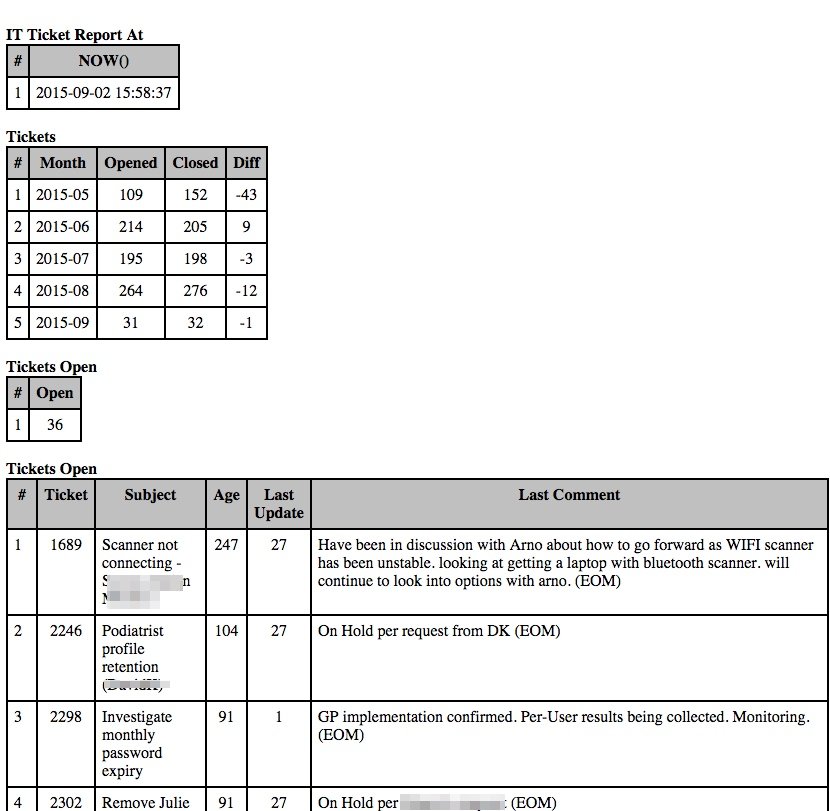 IT Ticket Report At
# NOW()
1 2015-09-02 15:58:37
Tickets
# Month Opened Closed Diff
1 2015-05 109 152 -43
2 2015-06 214 205 9
3 2015-07 195 198 -3
4 2015-08 264 276 -12
5 2015-09 31 32 -1
Tickets Open
# Open
1 36
Tickets Open
# Ticket Subject Age Last Last Comment
Update
1 1689 Scanner not 247 27 Have been in discussion with Arno about how to go forward as WIFI scanner
connecting - has been unstable. looking at getting a laptop with bluetooth scanner. will
continue to look into options with arno. (EOM)
2 2246 Podiatrist 104 27 On Hold per request from DK (EOM)
profile
retention
3 2298 Investigate 91 1 GP implementation confirmed. Per-User results being collected. Monitoring.
monthly (EOM)
password
expiry
4 2302 Remove Julie 91 27 On Hold per (EOM)